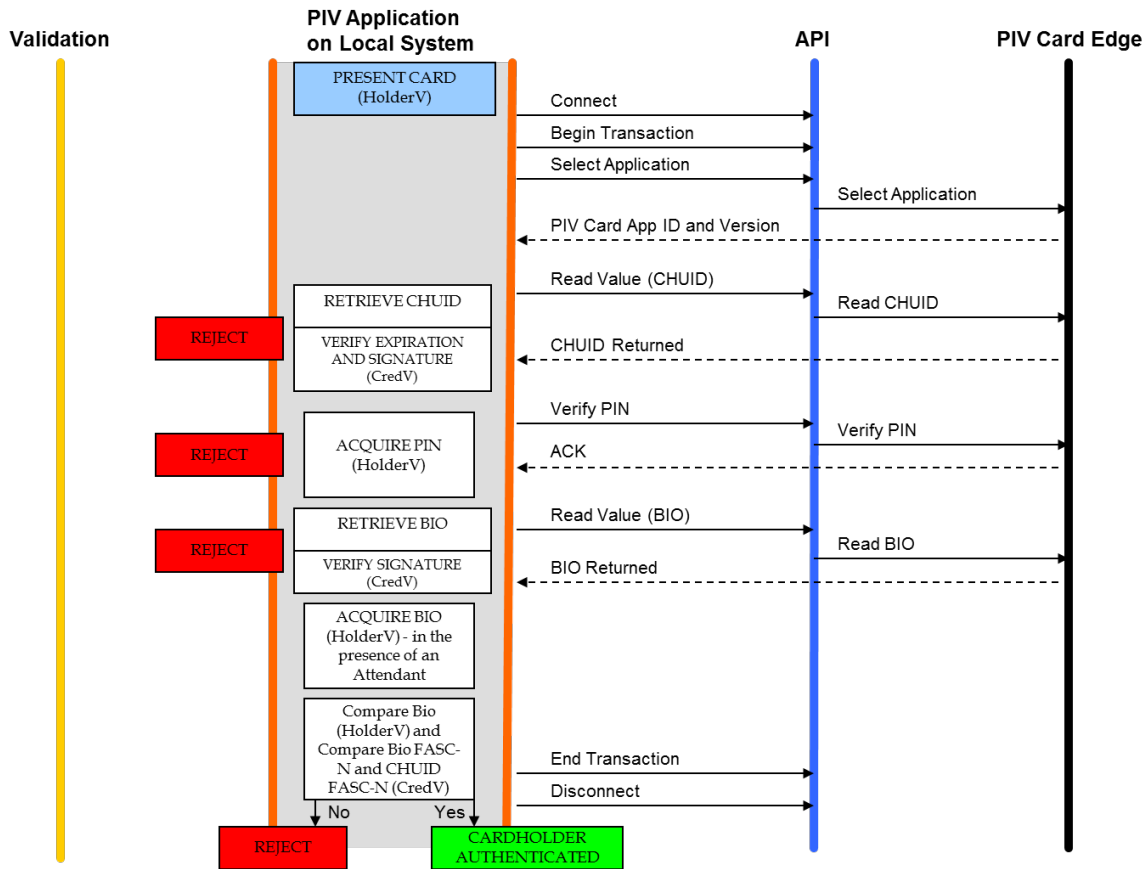 Validation
PIV Application
on Local System
API
PIV Card Edge
PRESENT CARD
(HolderV)
Connect
Begin Transaction
Select Application
Select Application
PIV Card App ID and Version
Read Value (CHUID)
RETRIEVE CHUID
Read CHUID
REJECT
VERIFY EXPIRATION
AND SIGNATURE
(CredV)
CHUID Returned
Verify PIN
Verify PIN
ACQUIRE PIN
(HolderV)
REJECT
ACK
RETRIEVE BIO
Read Value (BIO)
REJECT
Read BIO
VERIFY SIGNATURE
(CredV)
BIO Returned
ACQUIRE BIO
(HolderV) - in the
presence of an
Attendant
Compare Bio
(HolderV) and
Compare Bio FASC-
N and CHUID
FASC-N (CredV)
End Transaction
Disconnect
No
Yes
REJECT
CARDHOLDER
AUTHENTICATED